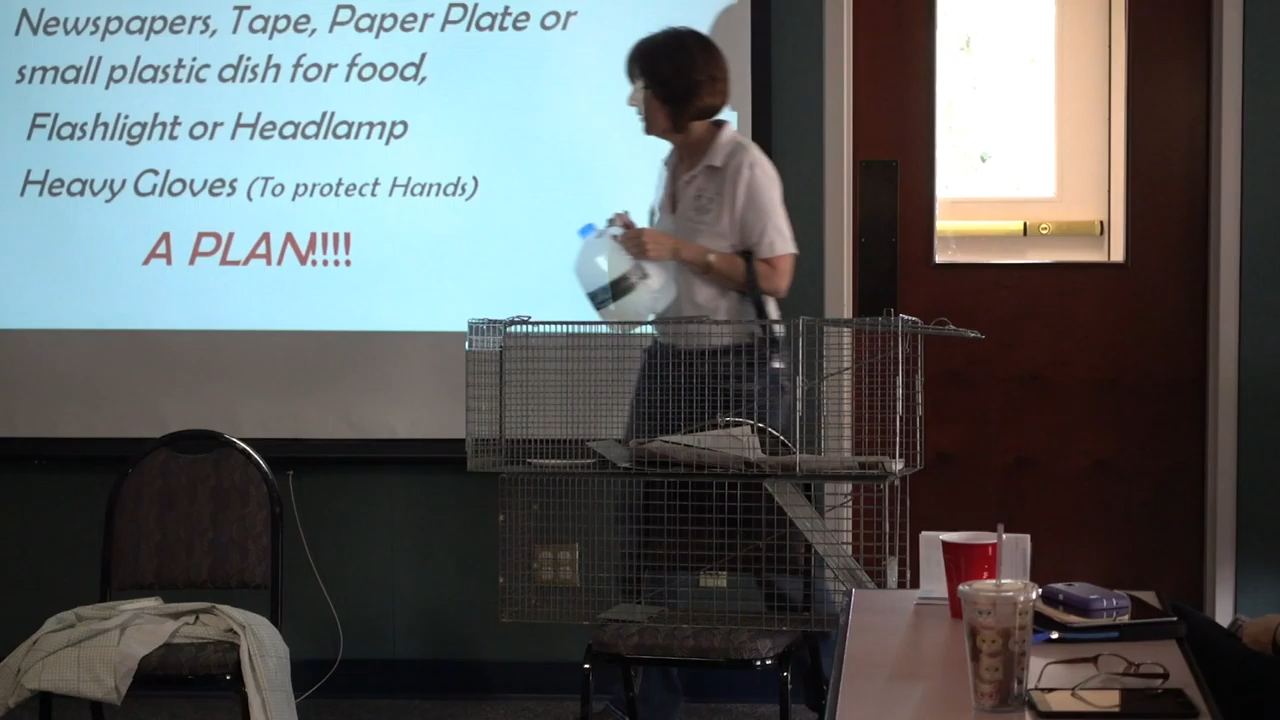 Newspapers, Tape, Paper Plate or
small plastic dish for food,
Flashlight or Headlamp
Heavy Gloves (To protect Hands)
A PLAN!!!!